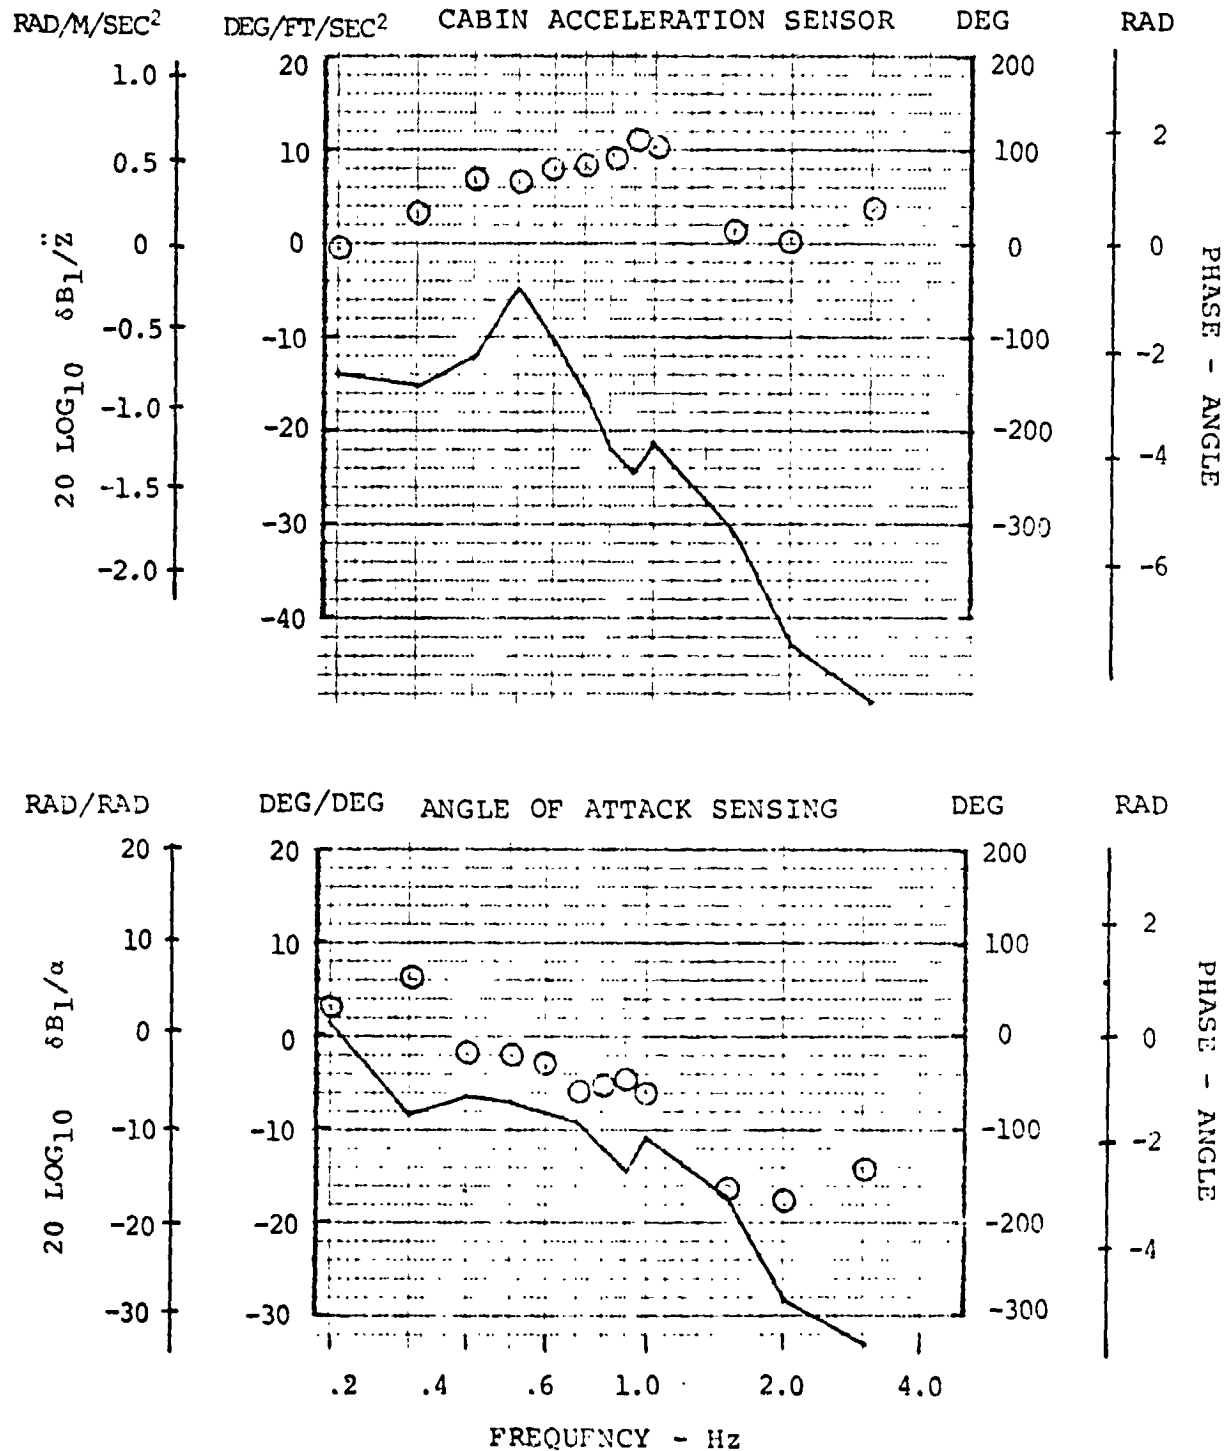 RAD/M/SEC² DEG/FT/SEC² CABIN ACCELERATION SENSOR DEG RAD
1.0 20 200
2
0.5 10 100
0 0 0 0
-0.5 -10 -100 -2
-1.0 -20 -200
-4
-1.5 -30 -300
-2.0 -6
-40
20 LOG₁₀ δB₁/Z̈
PHASE - ANGLE
RAD/RAD DEG/DEG ANGLE OF ATTACK SENSING DEG RAD
20 20 200
2
10 10 100
0 0 0 0
-10 -10 -100 -2
-20 -20 -200
-4
-30 -30 -300
20 LOG₁₀ δB₁/α
PHASE - ANGLE
.2 .4 .6 1.0 2.0 4.0
FREQUENCY - Hz